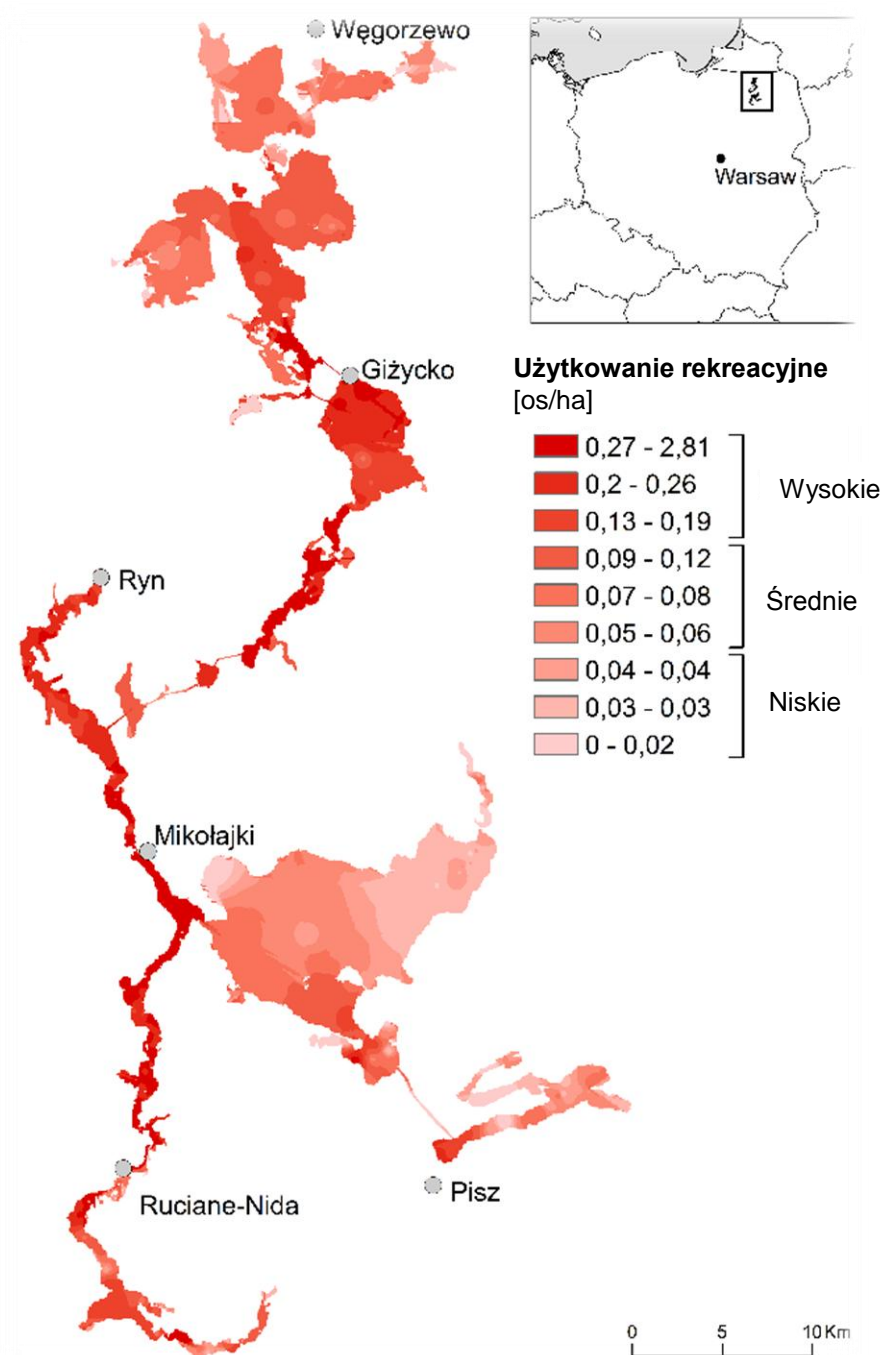 Węgorzewo
Warsaw
Giżycko
Użytkowanie rekreacyjne
[os/ha]
0,27 - 2,81
0,2 - 0,26
Wysokie
0,13 - 0,19
0,09 - 0,12
Ryn
0,07 - 0,08
Średnie
0,05 - 0,06
0,04 - 0,04
0,03 - 0,03
Niskie
0 - 0,02
Mikołajki
Pisz
Ruciane-Nida
0 5 10 Km